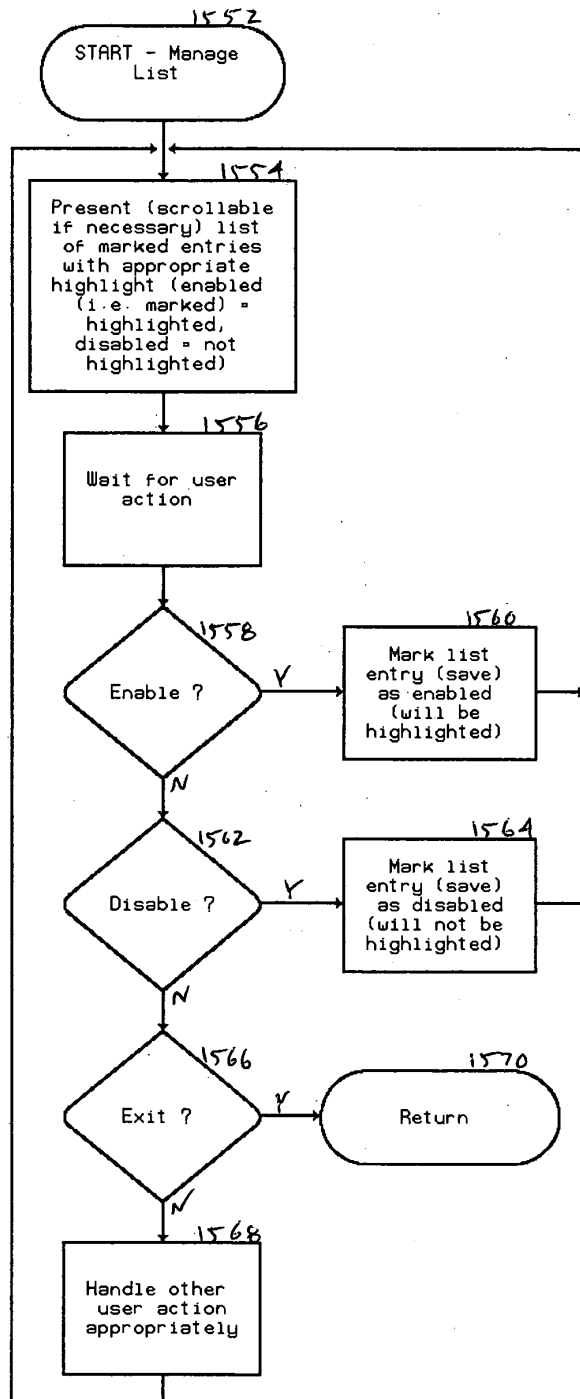 1552
START - Manage
List
1554
Present (scrollable
if necessary) list
of marked entries
with appropriate
highlight (enabled
(i.e. marked) =
highlighted,
disabled = not
highlighted)
1556
Wait for user
action
1558
Enable ?
Y
N
1560
Mark list
entry (save)
as enabled
(will be
highlighted)
1562
Disable ?
Y
N
1564
Mark list
entry (save)
as disabled
(will not be
highlighted)
1566
Exit ?
Y
N
1570
Return
1568
Handle other
user action
appropriately